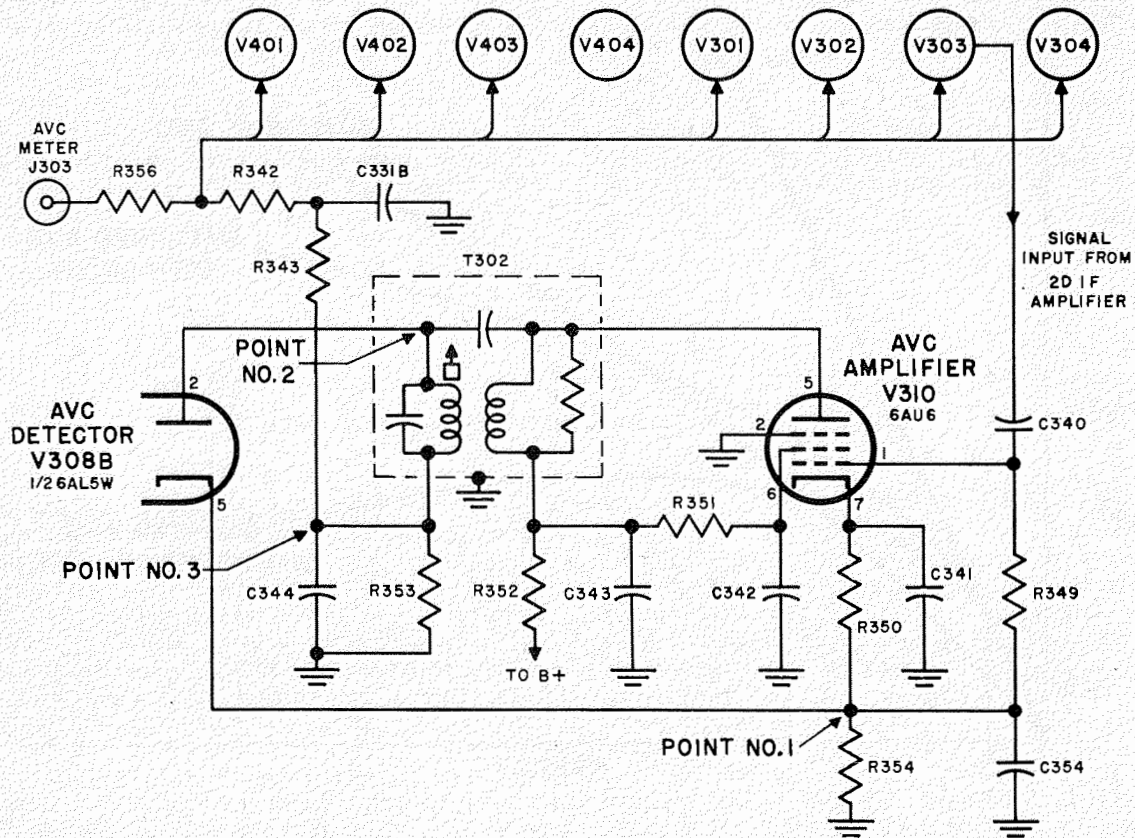 V401
V402
V403
V404
V301
V302
V303
V304
AVC
METER
J303
R356
R342
C331B
R343
T302
SIGNAL
INPUT FROM
2D IF
AMPLIFIER
POINT
NO.2
AVC
AMPLIFIER
V310
6AU6
2
5
2
1
6
7
C340
AVC
DETECTOR
V308B
1/2 6AL5W
5
R351
POINT NO.3
C344
R353
R352
C343
C342
R350
C341
R349
TO B+
POINT NO.1
R354
C354